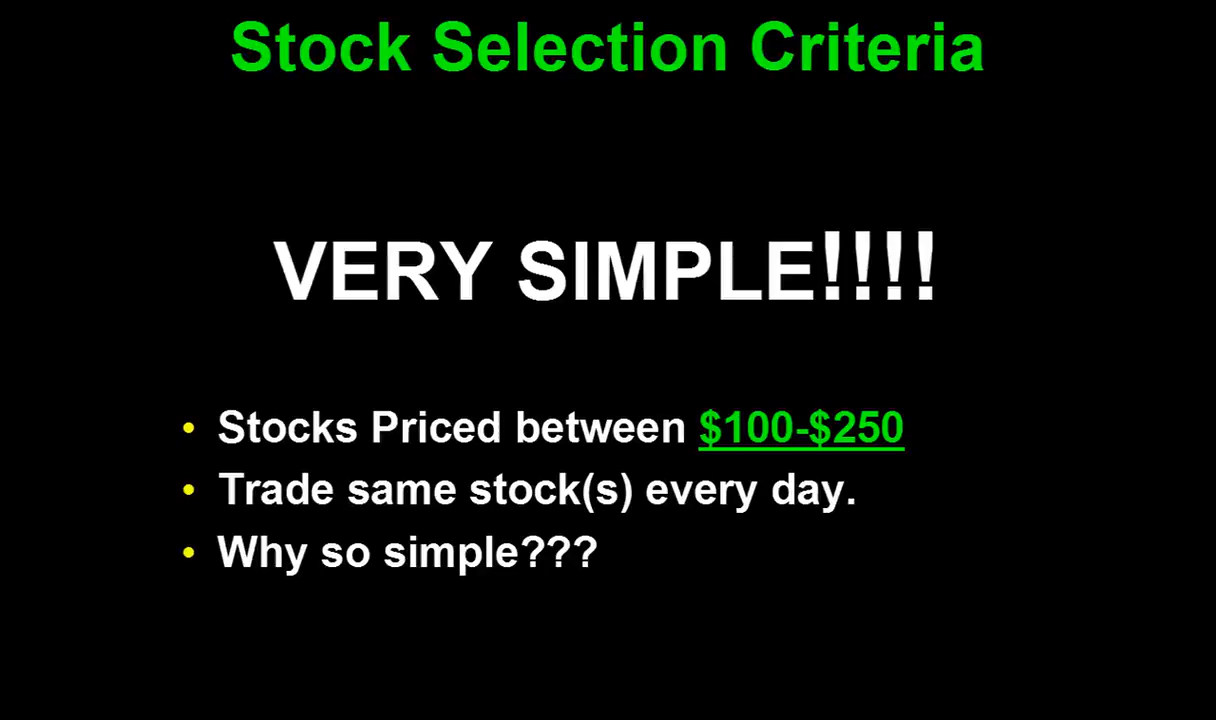 Stock Selection Criteria
VERY SIMPLE!!!!
• Stocks Priced between $100-$250
• Trade same stock(s) every day.
• Why so simple???